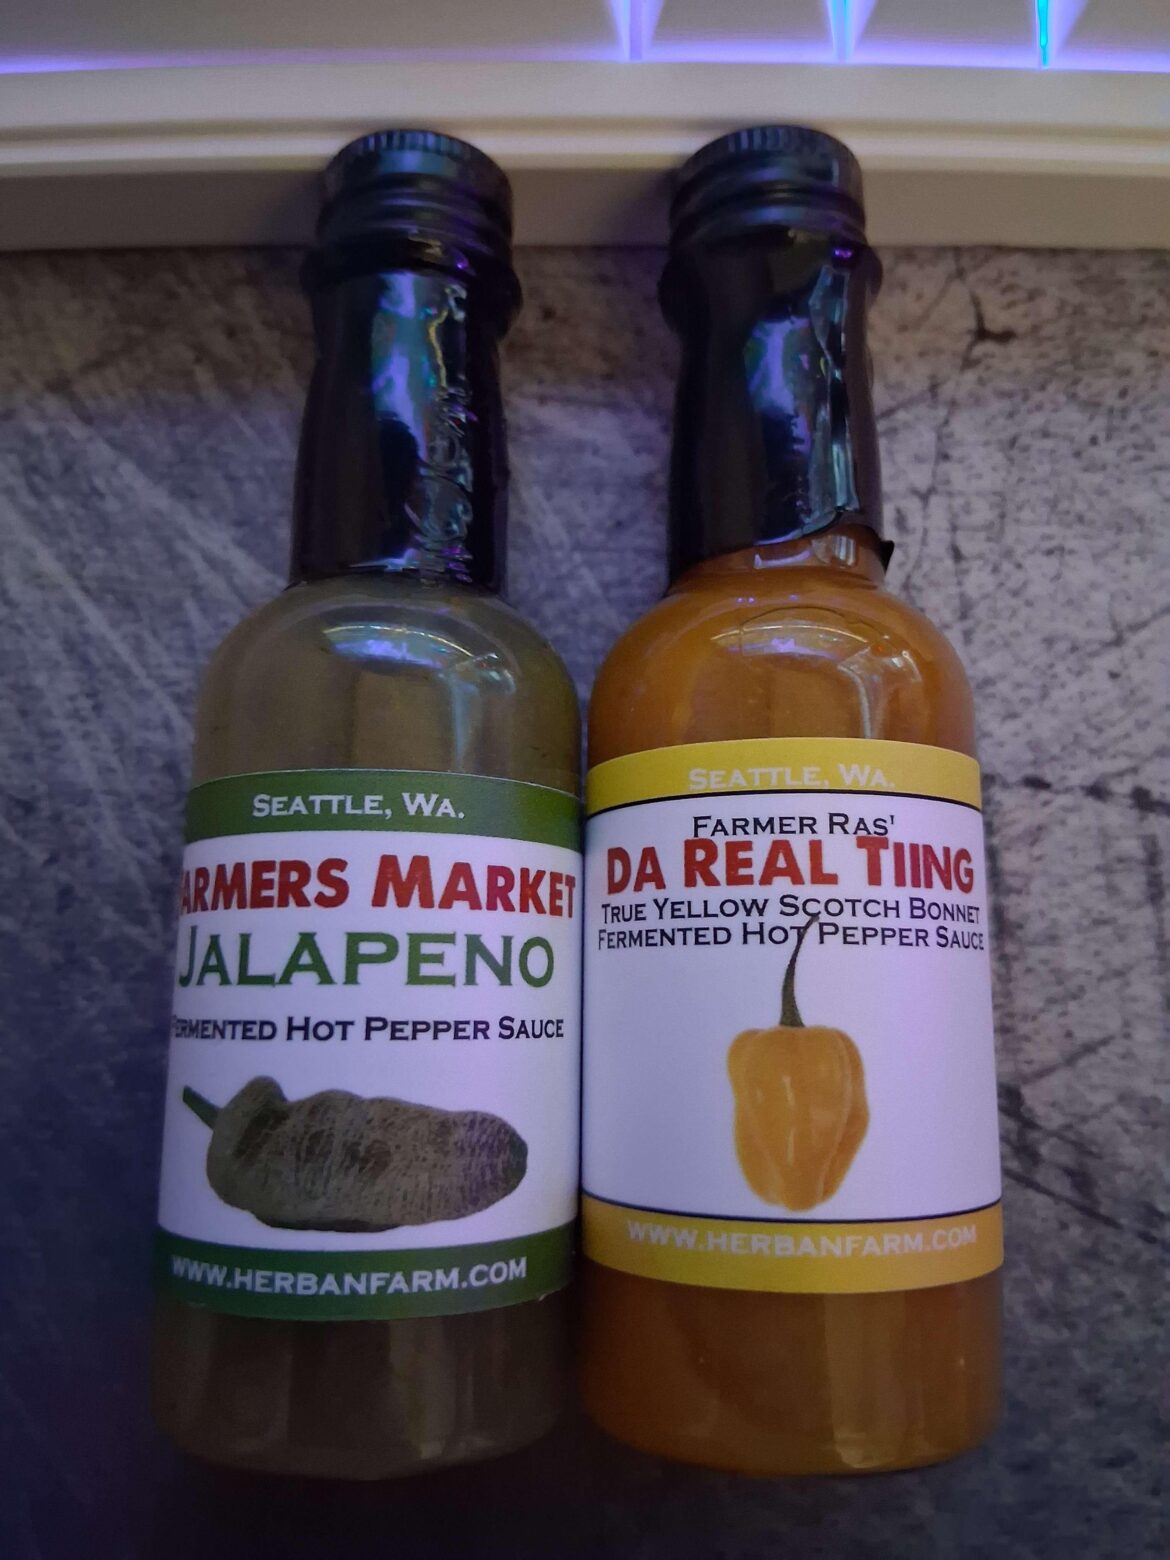 SEATTLE, WA.
ARMERS MARKET
JALAPENO
FERMENTED HOT PEPPER SAUCE
WWW.HERBANFARM.COM
SEATTLE, WA.
FARMER RAS'
DA REAL TIING
TRUE YELLOW SCOTCH BONNET
FERMENTED HOT PEPPER SAUCE
WWW.HERBANFARM.COM